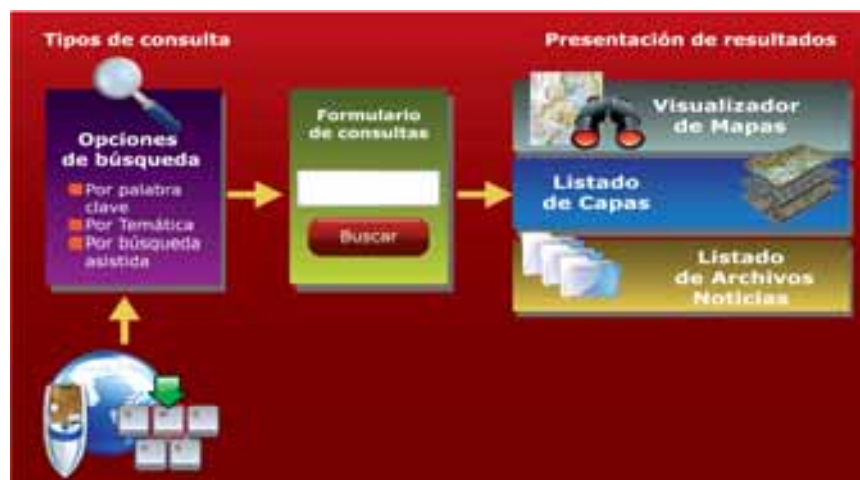 Tipos de consulta
Presentación de resultados
Opciones
de búsqueda
Por palabra
clave
Por Temática
Por búsqueda
asistida
Formulario
de consultas
Buscar
Visualizador
de Mapas
Listado
de Capas
Listado
de Archivos
Noticias